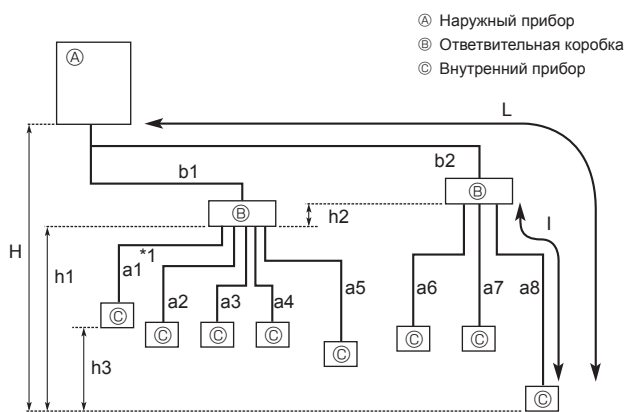 Ⓐ Наружный прибор
Ⓑ Ответвительная коробка
Ⓒ Внутренний прибор
Ⓐ
L
b1
b2
Ⓑ
Ⓑ
h2
l
H
h1
a1
*1
a2
a3
a4
a5
a6
a7
a8
Ⓒ
Ⓒ
Ⓒ
Ⓒ
Ⓒ
Ⓒ
Ⓒ
h3
Ⓒ